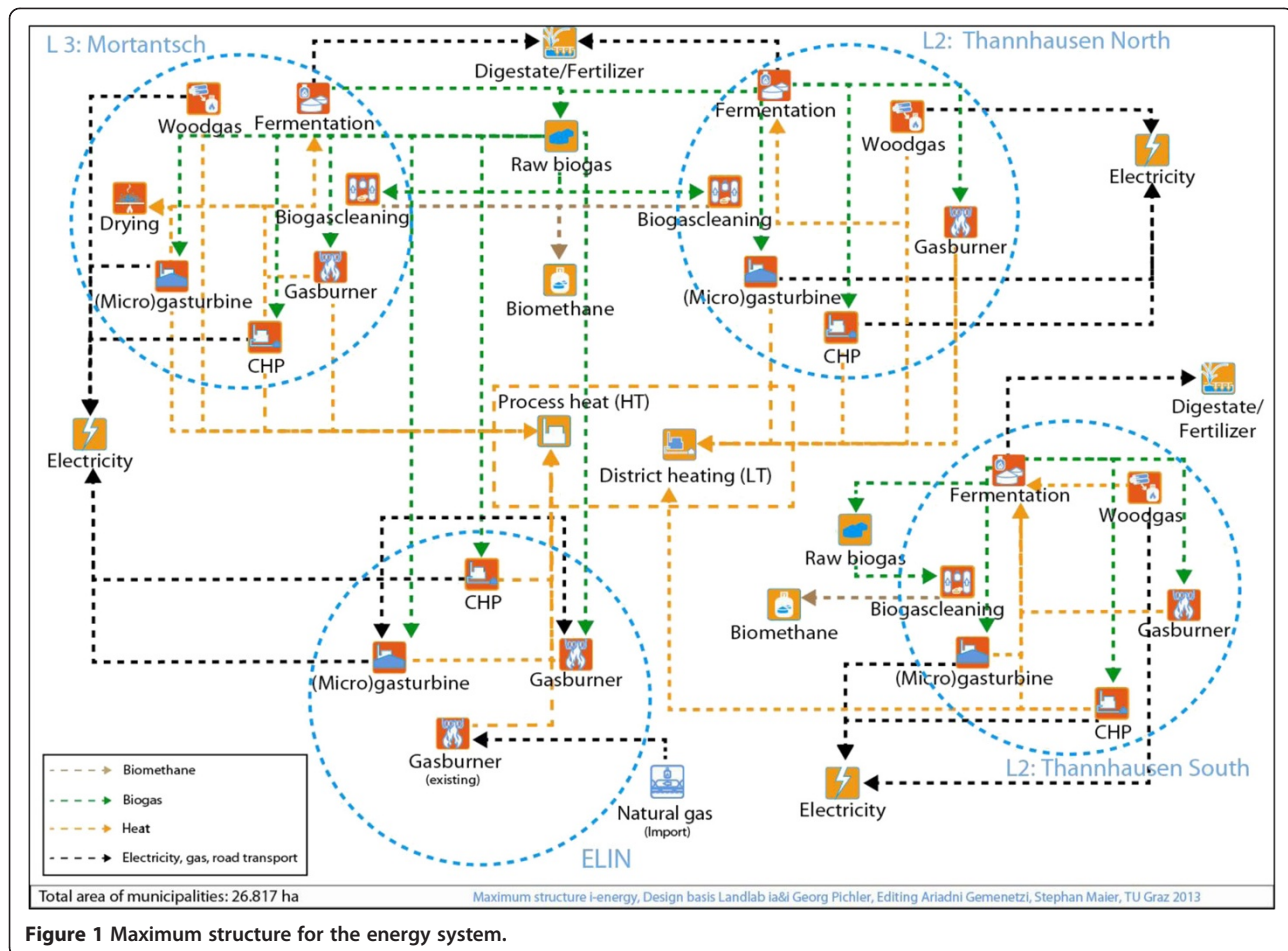 L 3: Mortantsch
L2: Thannhausen North
Digestate/Fertilizer
Woodgas
Fermentation
Raw biogas
Fermentation
Woodgas
Electricity
Drying
Biogascleaning
Biogascleaning
Gasburner
(Micro)gasturbine
Gasburner
Biomethane
(Micro)gasturbine
CHP
CHP
Process heat (HT)
Digestate/
Fertilizer
Electricity
District heating (LT)
Fermentation
Woodgas
Raw biogas
CHP
Biogascleaning
Biomethane
Gasburner
(Micro)gasturbine
Gasburner
(Micro)gasturbine
CHP
Gasburner
(existing)
L2: Thannhausen South
Natural gas
(Import)
Electricity
ELIN
Biomethane
Biogas
Heat
Electricity, gas, road transport
Total area of municipalities: 26.817 ha
Maximum structure i-energy, Design basis Landlab ia&i Georg Pichler, Editing Ariadni Gemenetzi, Stephan Maier, TU Graz 2013
Figure 1 Maximum structure for the energy system.